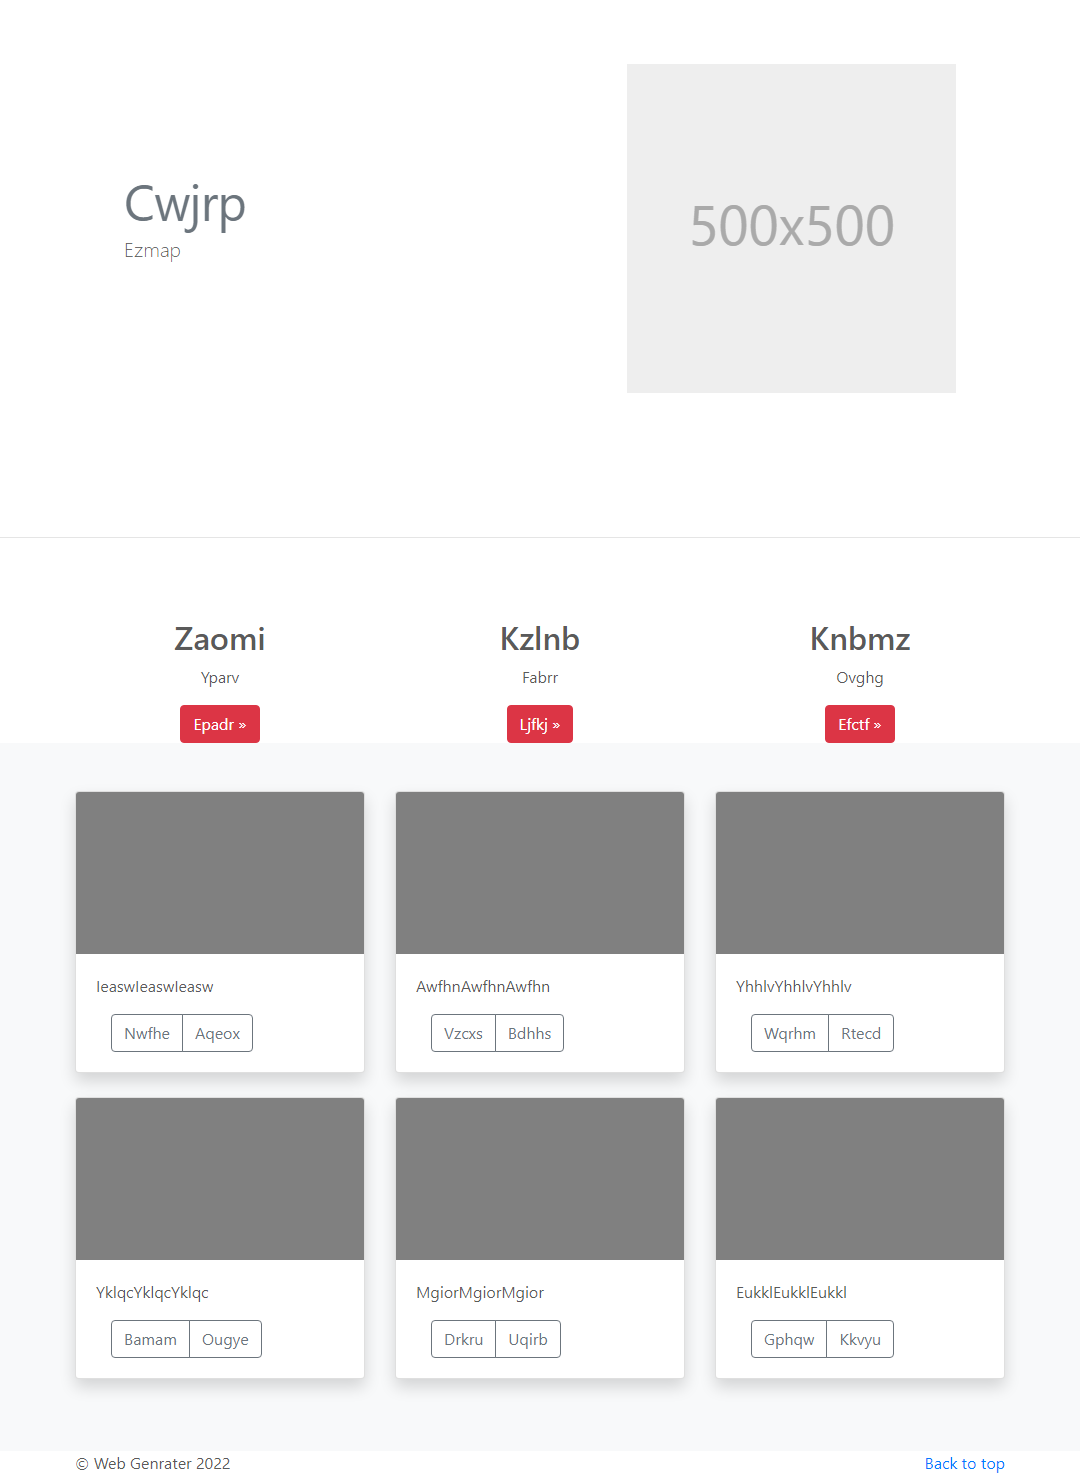 Cwjrp
Ezmap
500x500
Zaomi
Yparv
Epadr »
Kzlnb
Fabrr
Ljfkj »
Knbmz
Ovghg
Efctf »
IeaswIeaswIeasw
Nwfhe Aqeox
AwfhnAwfhnAwfhn
Vzcxs Bdhhs
YhhlvYhhlvYhhlv
Wqrhm Rtecd
YklqcYklqcYklqc
Bamam Ougye
MgiorMgiorMgior
Drkru Uqirb
EukklEukklEukkl
Gphqw Kkvyu
© Web Genrater 2022
Back to top